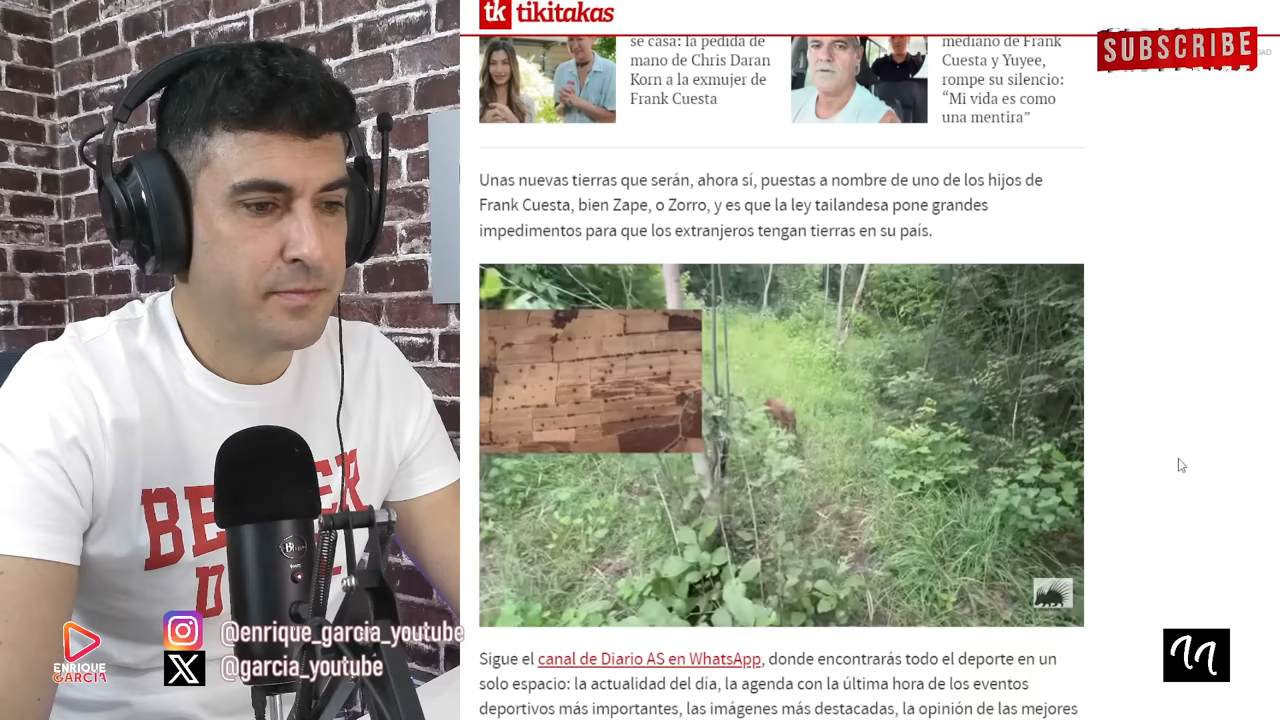 tk tikitakas
SUBSCRIBE
se casa: la pedida de
mano de Chris Daran
Korn a la exmujer de
Frank Cuesta
mediano de Frank
Cuesta y Yuyee,
rompe su silencio:
“Mi vida es como
una mentira”
Unas nuevas tierras que serán, ahora sí, puestas a nombre de uno de los hijos de
Frank Cuesta, bien Zape, o Zorro, y es que la ley tailandesa pone grandes
impedimentos para que los extranjeros tengan tierras en su país.
Sigue el canal de Diario AS en WhatsApp, donde encontrarás todo el deporte en un
solo espacio: la actualidad del día, la agenda con la última hora de los eventos
deportivos más importantes, las imágenes más destacadas, la opinión de las mejores
Blue
@enrique_garcia_youtube
@garcia_youtube
ENRIQUE
GARCIA